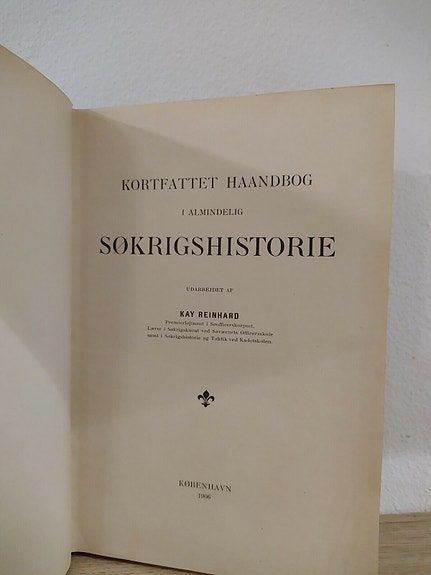 KORTFATTET HAANDBOG
I ALMINDELIG
SØKRIGSHISTORIE
UDARBEJDET AF
KAY REINHARD
Premierløjtnant i Søofficerskorpset,
Lærer i Søkrigskunst ved Søværnets Officersskole
samt i Søkrigshistorie og Taktik ved Kadetskolen
KØBENHAVN
1906